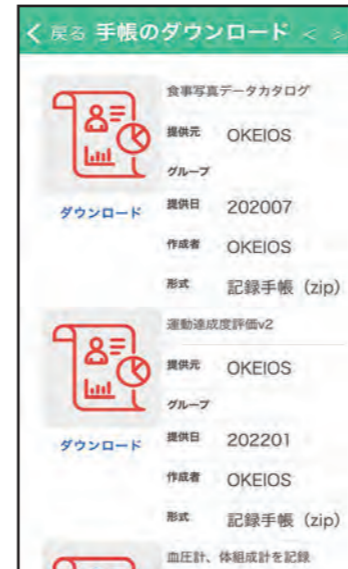 く 戻る 手帳のダウンロード < >
食事写真データカタログ
提供元 OKEIOS
グループ
ダウンロード
提供日 202007
作成者 OKEIOS
形式 記録手帳（zip）
運動達成度評価v2
提供元 OKEIOS
グループ
ダウンロード
提供日 202201
作成者 OKEIOS
形式 記録手帳（zip）
血圧計、体組成計を記録